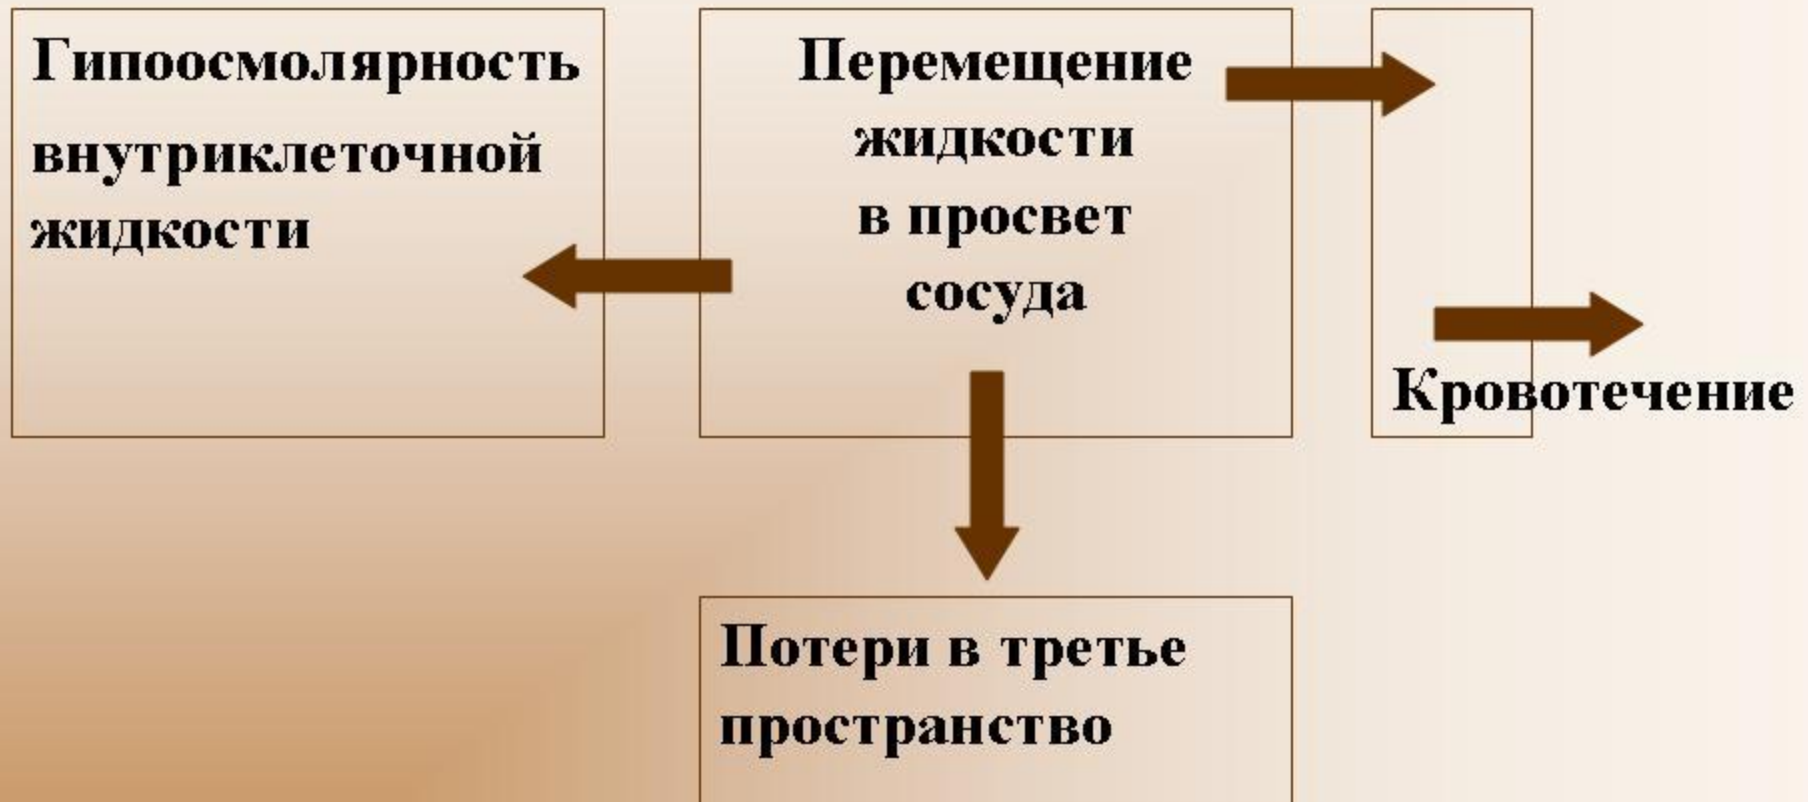 Гипоосмолярность
внутриклеточной
жидкости
Перемещение
жидкости
в просвет
сосуда
Кровотечение
Потери в третье
пространство